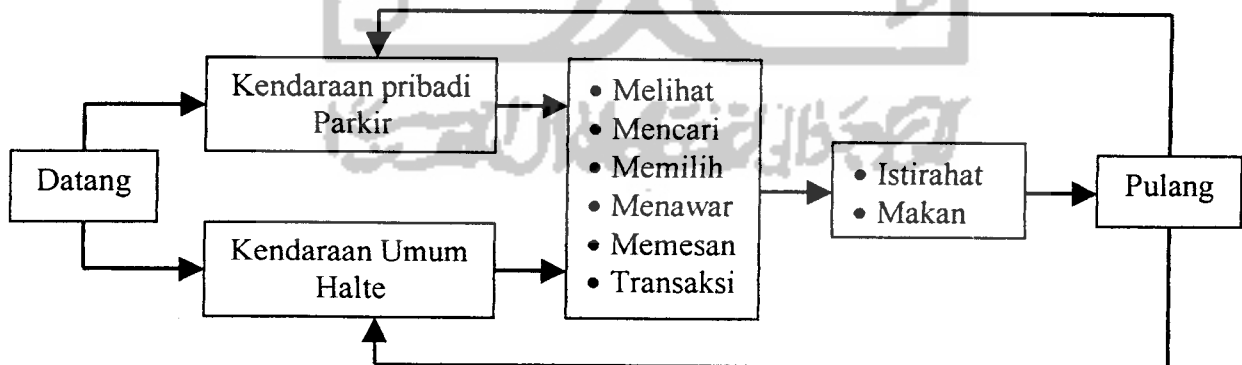 Datang
Kendaraan pribadi
Parkir
Kendaraan Umum
Halte
• Melihat
• Mencari
• Memilih
• Menawar
• Memesan
• Transaksi
• Istirahat
• Makan
Pulang